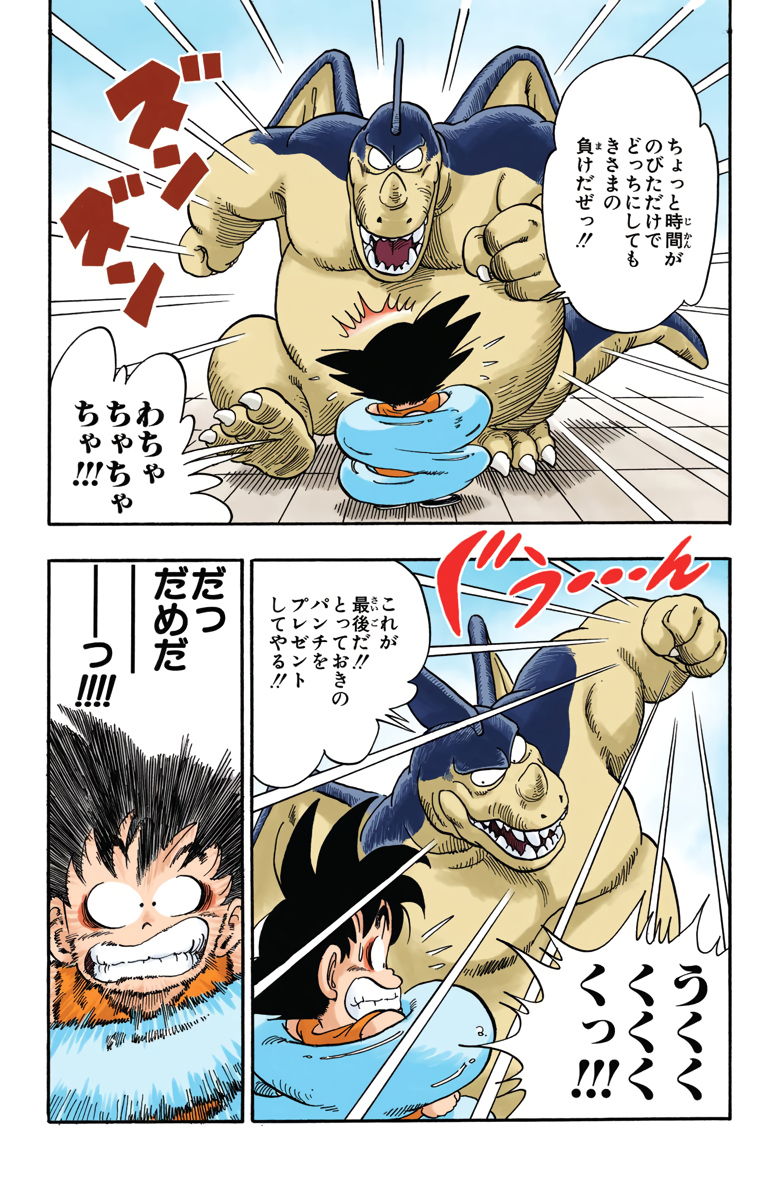 ちょっと時間が
のびただけで
どっちにしても
きさまの
負けだぜっ!!
ズン
ズン
わちゃ
ちゃちゃ
ちゃ!!!
ぐぅーーん
これが
最後だ!!
とっておきの
パンチを
プレゼント
してやる!!
うくく
くくく
くっ!!!
だっ
だめだ
――っ!!!!